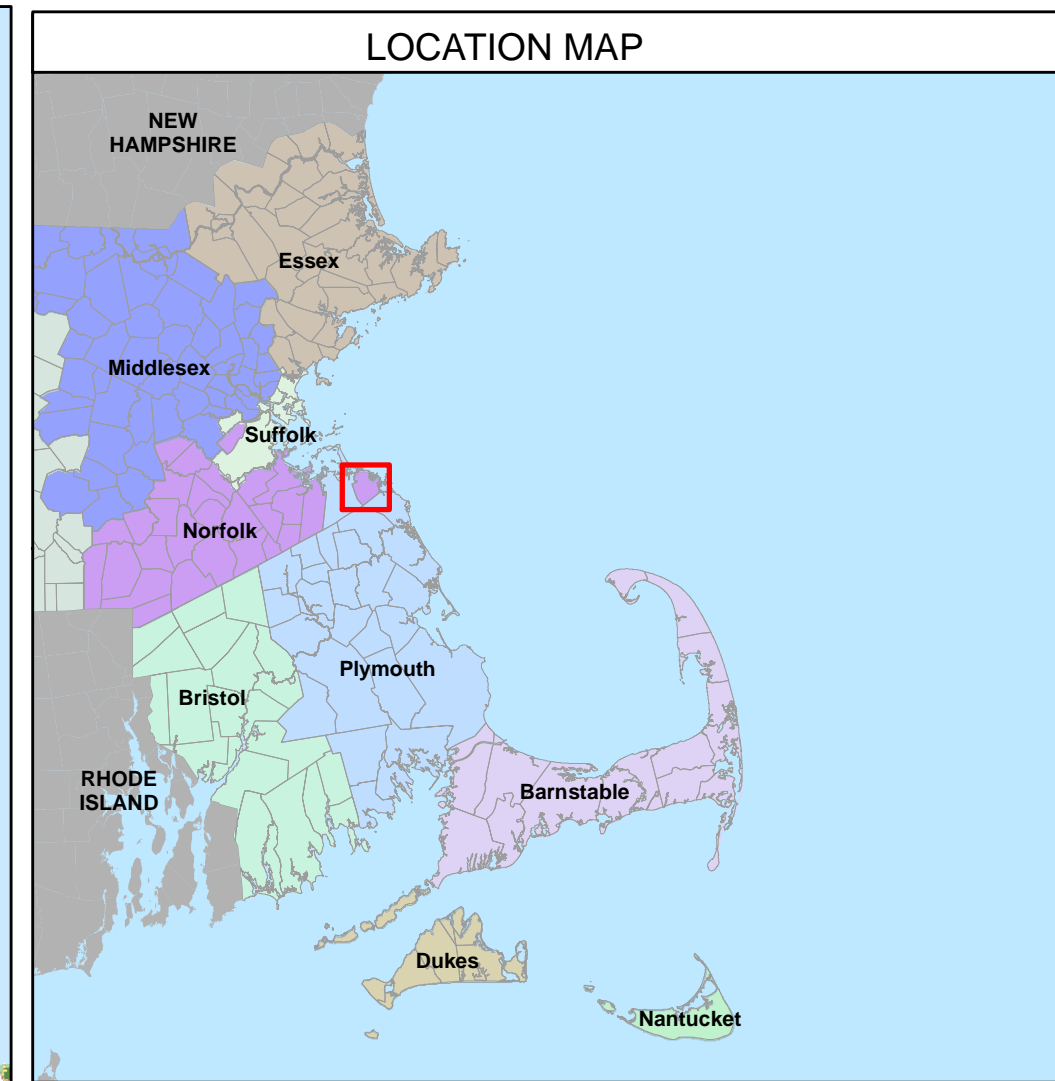 LOCATION MAP
NEW
HAMPSHIRE
Essex
Middlesex
Suffolk
Norfolk
Plymouth
Bristol
RHODE
ISLAND
Barnstable
Dukes
Nantucket